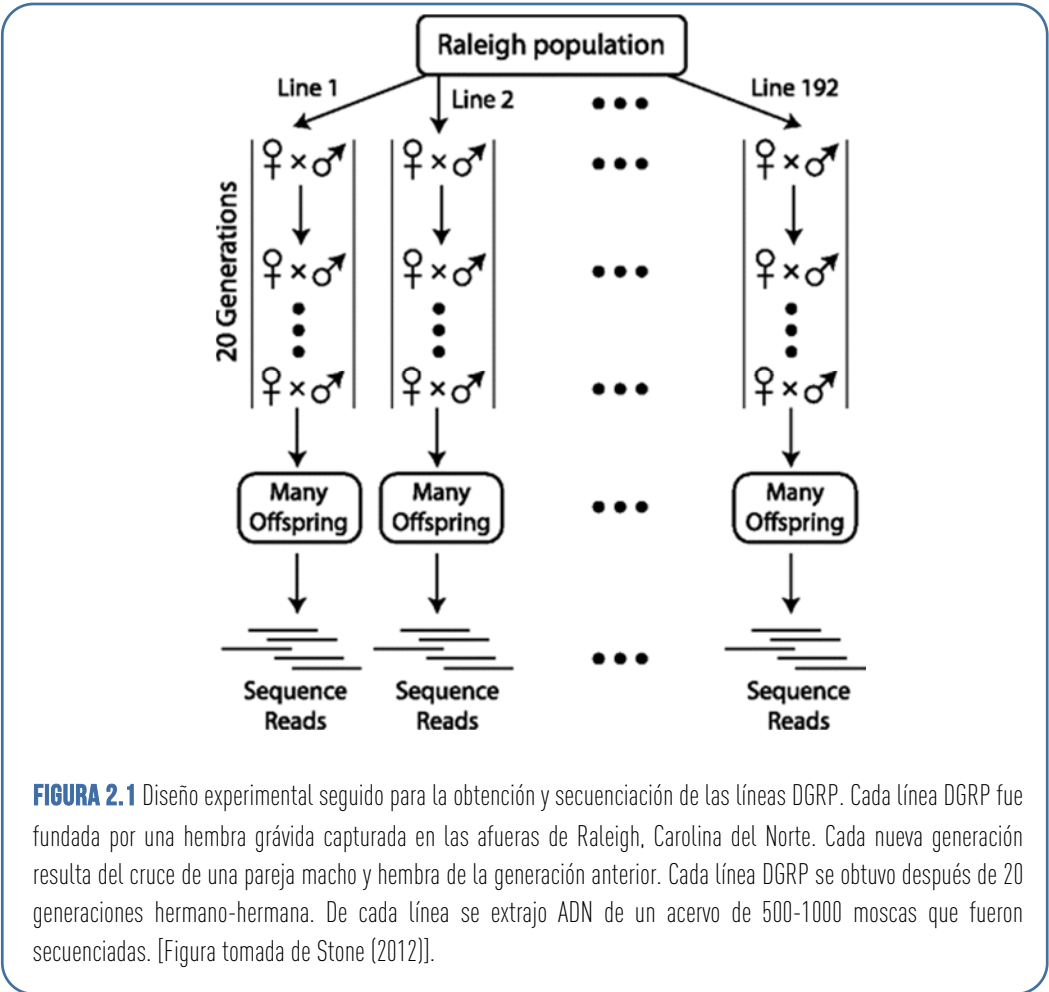 Raleigh population
Line 1
Line 2
Line 192
20 Generations
♀ × ♂ ♀ × ♂ ••• ♀ × ♂
♀ × ♂ ♀ × ♂ ••• ♀ × ♂
♀ × ♂ ♀ × ♂ ••• ♀ × ♂
Many Many Many
Offspring Offspring ••• Offspring
Sequence Sequence Sequence
Reads Reads Reads
FIGURA 2.1 Diseño experimental seguido para la obtención y secuenciación de las líneas DGRP. Cada línea DGRP fue
fundada por una hembra grávida capturada en las afueras de Raleigh, Carolina del Norte. Cada nueva generación
resulta del cruce de una pareja macho y hembra de la generación anterior. Cada línea DGRP se obtuvo después de 20
generaciones hermano-hermana. De cada línea se extrajo ADN de un acervo de 500-1000 moscas que fueron
secuenciadas. [Figura tomada de Stone (2012)].